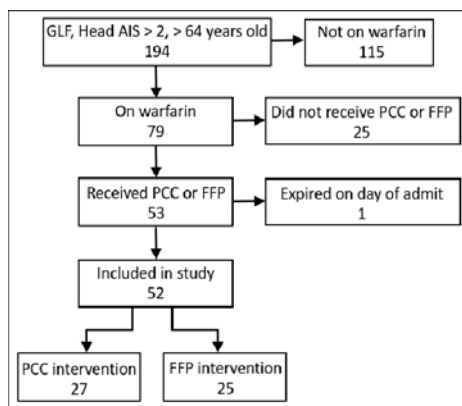 GLF, Head AIS > 2, > 64 years old
194
Not on warfarin
115
On warfarin
79
Did not receive PCC or FFP
25
Received PCC or FFP
53
Expired on day of admit
1
Included in study
52
PCC intervention
27
FFP intervention
25